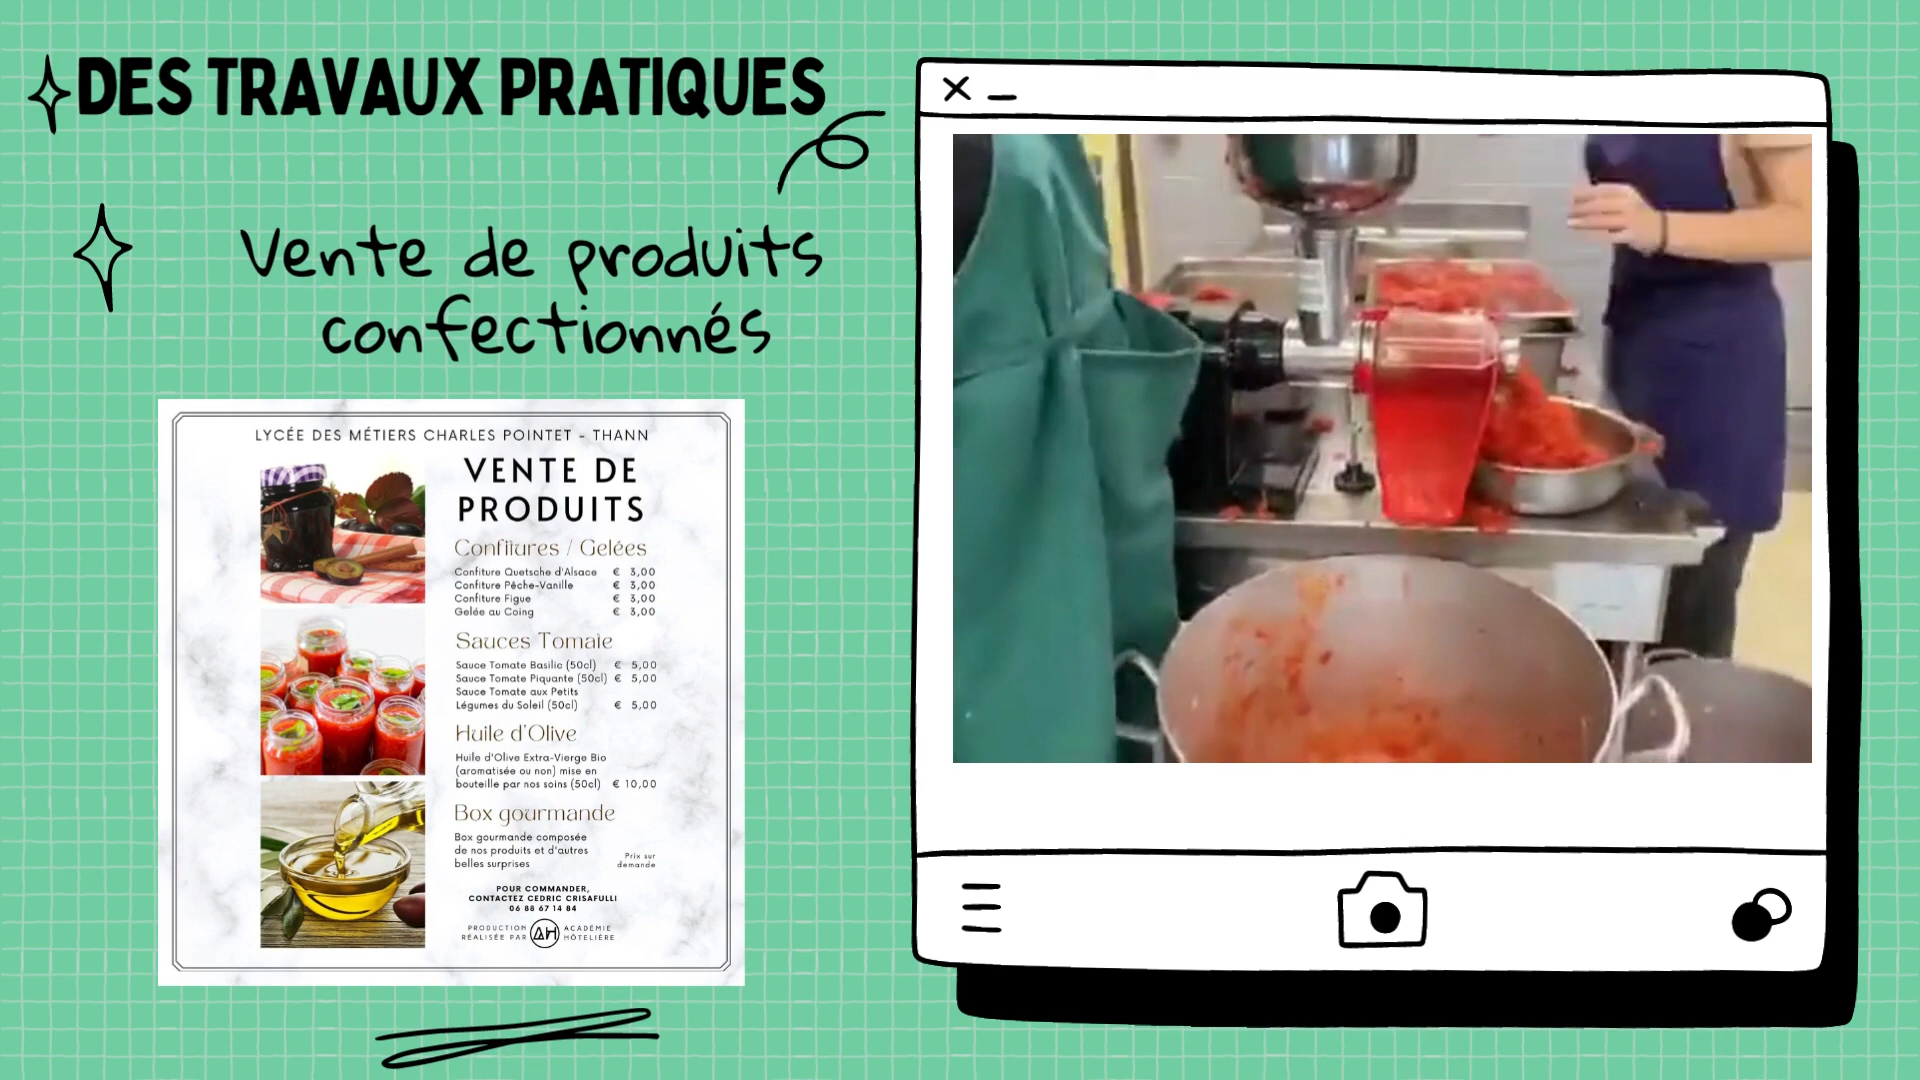 DES TRAVAUX PRATIQUES
Vente de produits
confectionnés
LYCÉE DES MÉTIERS CHARLES POINTET - THANN
VENTE DE
PRODUITS
Confitures / Gelées
Confiture Quetsche d'Alsace € 3,00
Confiture Pêche-Vanille € 3,00
Confiture Figue € 3,00
Gelée au Coing € 3,00
Sauces Tomate
Sauce Tomate Basilic (50cl) € 5,00
Sauce Tomate Piquante (50cl) € 5,00
Sauce Tomate aux Petits
Légumes du Soleil (50cl) € 5,00
Huile d'Olive
Huile d'Olive Extra-Vierge Bio
(aromatisée ou non) mise en
bouteille par nos soins (50cl) € 10,00
Box gourmande
Box gourmande composée
de nos produits et d'autres
belles surprises
Prix sur
demande
POUR COMMANDER,
CONTACTEZ CEDRIC CRISAFULLI
06 88 67 14 84
PRODUCTION
RÉALISÉE PAR
AH
ACADÉMIE
HÔTELIÈRE